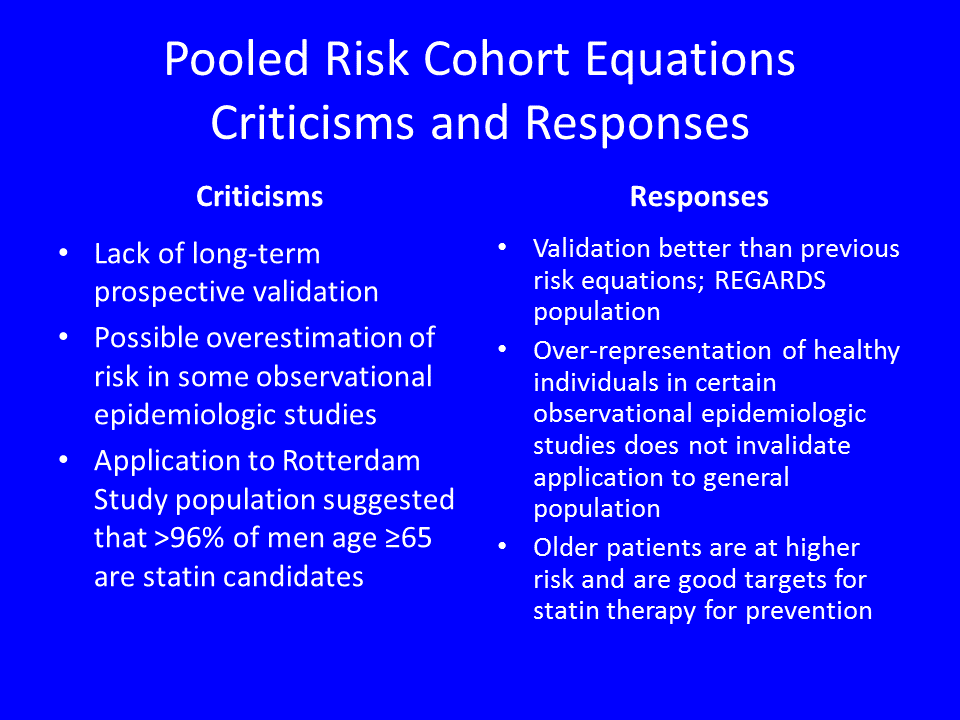 Pooled Risk Cohort Equations
Criticisms and Responses
Criticisms
• Lack of long-term
prospective validation
• Possible overestimation of
risk in some observational
epidemiologic studies
• Application to Rotterdam
Study population suggested
that >96% of men age ≥65
are statin candidates
Responses
• Validation better than previous
risk equations; REGARDS
population
• Over-representation of healthy
individuals in certain
observational epidemiologic
studies does not invalidate
application to general
population
• Older patients are at higher
risk and are good targets for
statin therapy for prevention